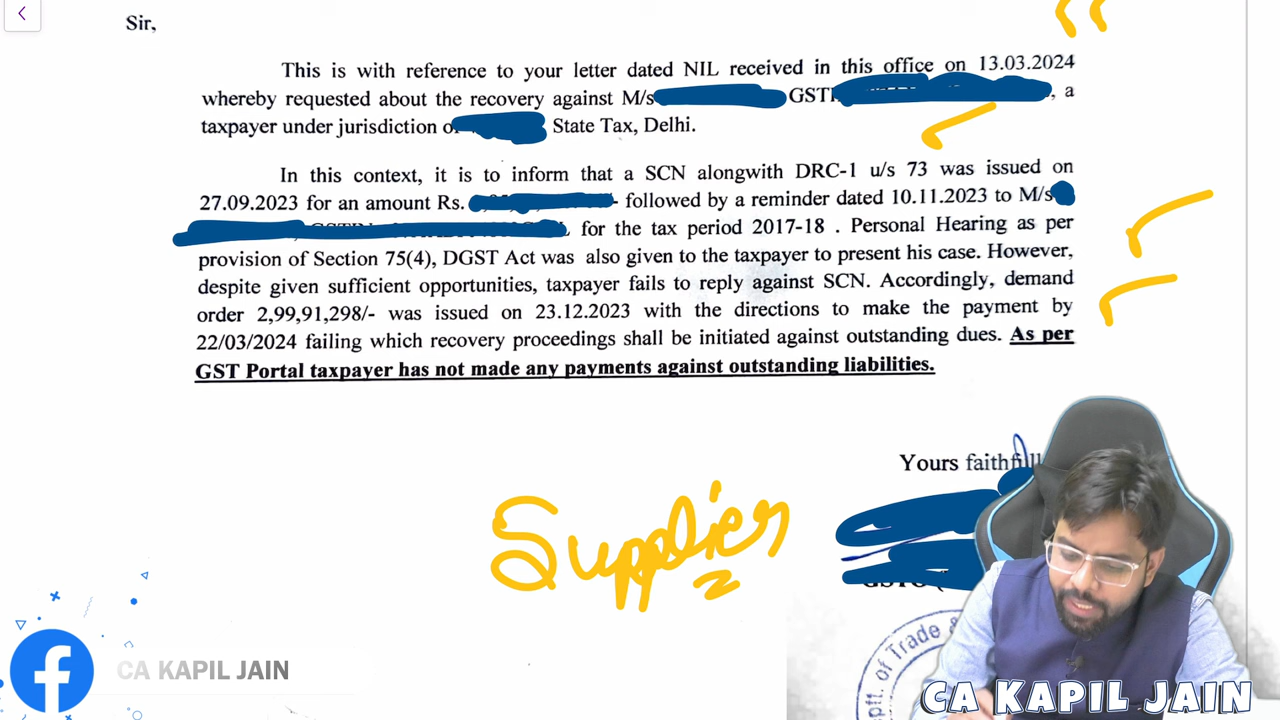 Sir,
This is with reference to your letter dated NIL received in this office on 13.03.2024
whereby requested about the recovery against M/s GSTI , a
taxpayer under jurisdiction of State Tax, Delhi.
In this context, it is to inform that a SCN alongwith DRC-1 u/s 73 was issued on
27.09.2023 for an amount Rs. - followed by a reminder dated 10.11.2023 to M/s
for the tax period 2017-18 . Personal Hearing as per
provision of Section 75(4), DGST Act was also given to the taxpayer to present his case. However,
despite given sufficient opportunities, taxpayer fails to reply against SCN. Accordingly, demand
order 2,99,91,298/- was issued on 23.12.2023 with the directions to make the payment by
22/03/2024 failing which recovery proceedings shall be initiated against outstanding dues. As per
GST Portal taxpayer has not made any payments against outstanding liabilities.
Yours faithfull
Supplier
Deptt. of Trade &
CA KAPIL JAIN
CA KAPIL JAIN